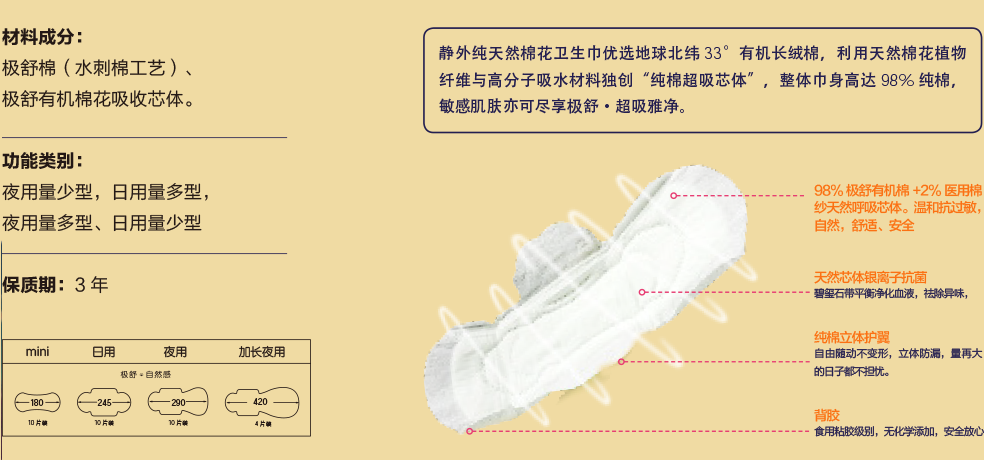 材料成分：
极舒棉（水刺棉工艺）、
极舒有机棉花吸收芯体。
功能类别：
夜用量少型，日用量多型，
夜用量多型、日用量少型
保质期：3 年
mini 日用 夜用 加长夜用
极舒 = 自然感
180 245 290 420
10 片装 10 片装 10 片装 4 片装
静外纯天然棉花卫生巾优选地球北纬 33° 有机长绒棉，利用天然棉花植物
纤维与高分子吸水材料独创“纯棉超吸芯体”，整体巾身高达 98% 纯棉，
敏感肌肤亦可尽享极舒·超吸雅净。
98% 极舒有机棉 +2% 医用棉
纱天然呼吸芯体。温和抗过敏，
自然，舒适、安全
天然芯体银离子抗菌
碧玺石带平衡净化血液，祛除异味，
纯棉立体护翼
自由随动不变形，立体防漏，量再大
的日子都不担忧。
背胶
食用粘胶级别，无化学添加，安全放心